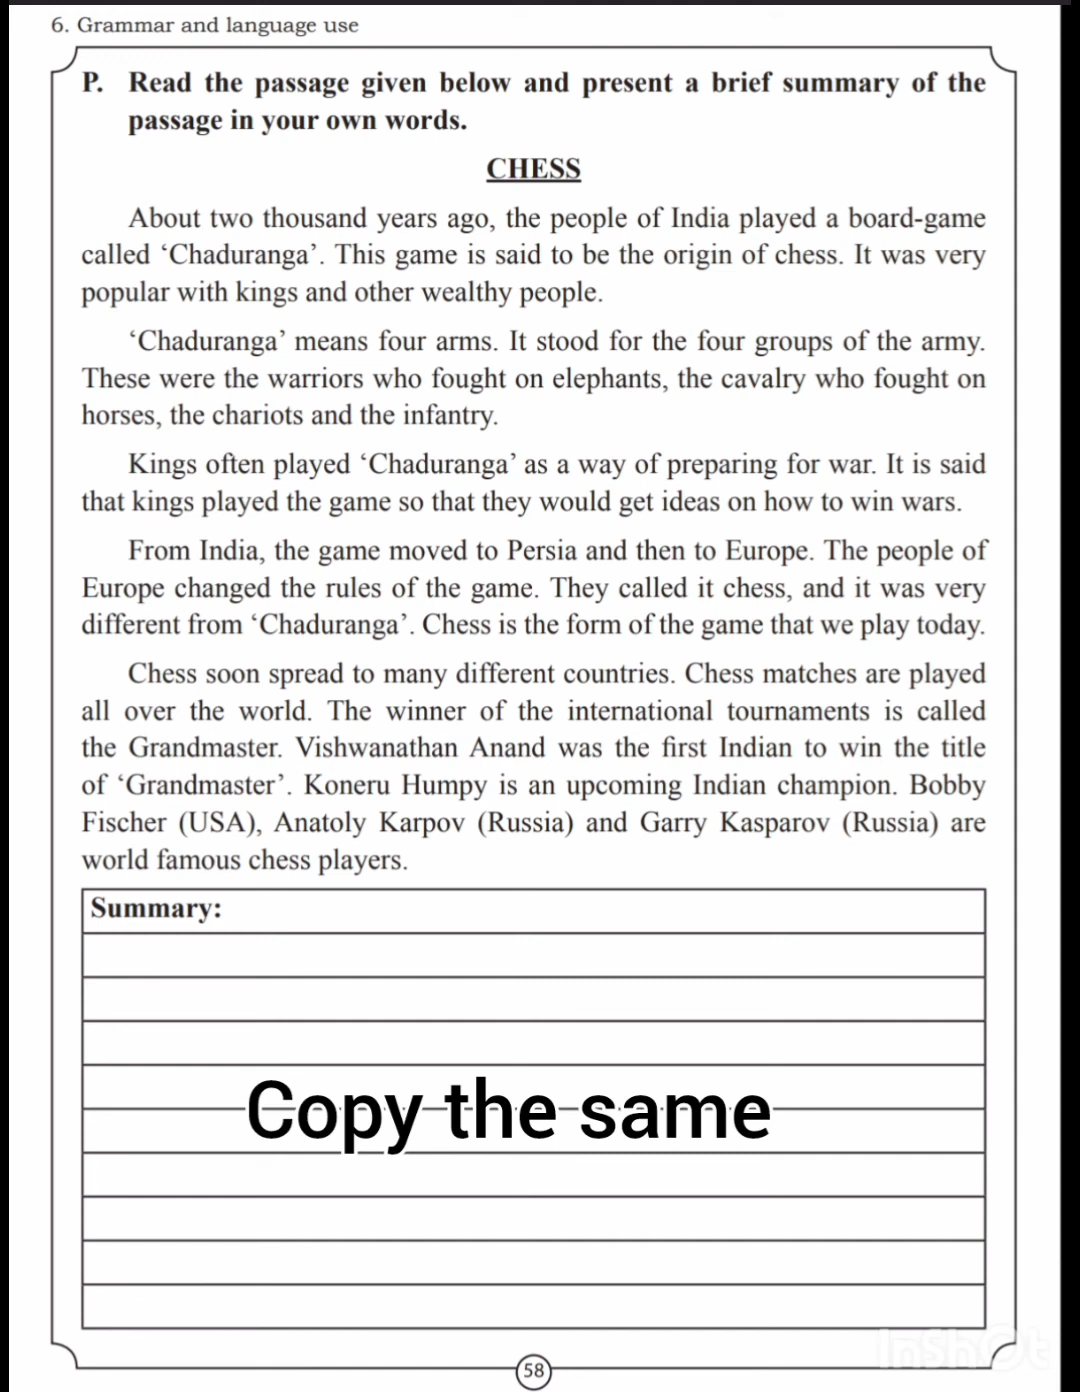 6. Grammar and language use
P. Read the passage given below and present a brief summary of the
passage in your own words.
CHESS
About two thousand years ago, the people of India played a board-game
called ‘Chaduranga’. This game is said to be the origin of chess. It was very
popular with kings and other wealthy people.
‘Chaduranga’ means four arms. It stood for the four groups of the army.
These were the warriors who fought on elephants, the cavalry who fought on
horses, the chariots and the infantry.
Kings often played ‘Chaduranga’ as a way of preparing for war. It is said
that kings played the game so that they would get ideas on how to win wars.
From India, the game moved to Persia and then to Europe. The people of
Europe changed the rules of the game. They called it chess, and it was very
different from ‘Chaduranga’. Chess is the form of the game that we play today.
Chess soon spread to many different countries. Chess matches are played
all over the world. The winner of the international tournaments is called
the Grandmaster. Vishwanathan Anand was the first Indian to win the title
of ‘Grandmaster’. Koneru Humpy is an upcoming Indian champion. Bobby
Fischer (USA), Anatoly Karpov (Russia) and Garry Kasparov (Russia) are
world famous chess players.
Summary:
Copy the same
InShOt
58